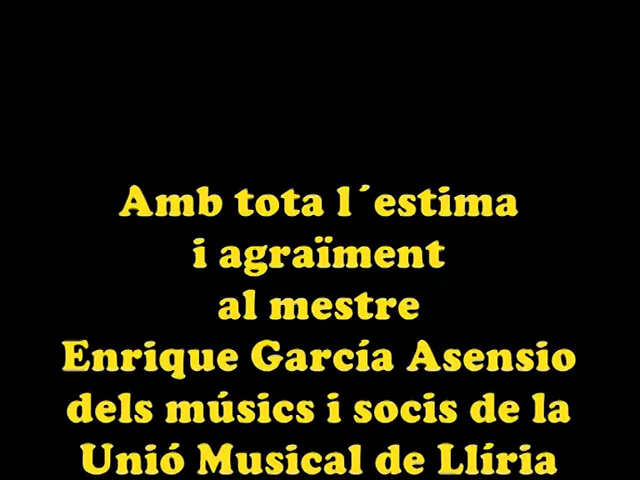 Amb tota l´estima
i agraïment
al mestre
Enrique García Asensio
dels músics i socis de la
Unió Musical de Llíria